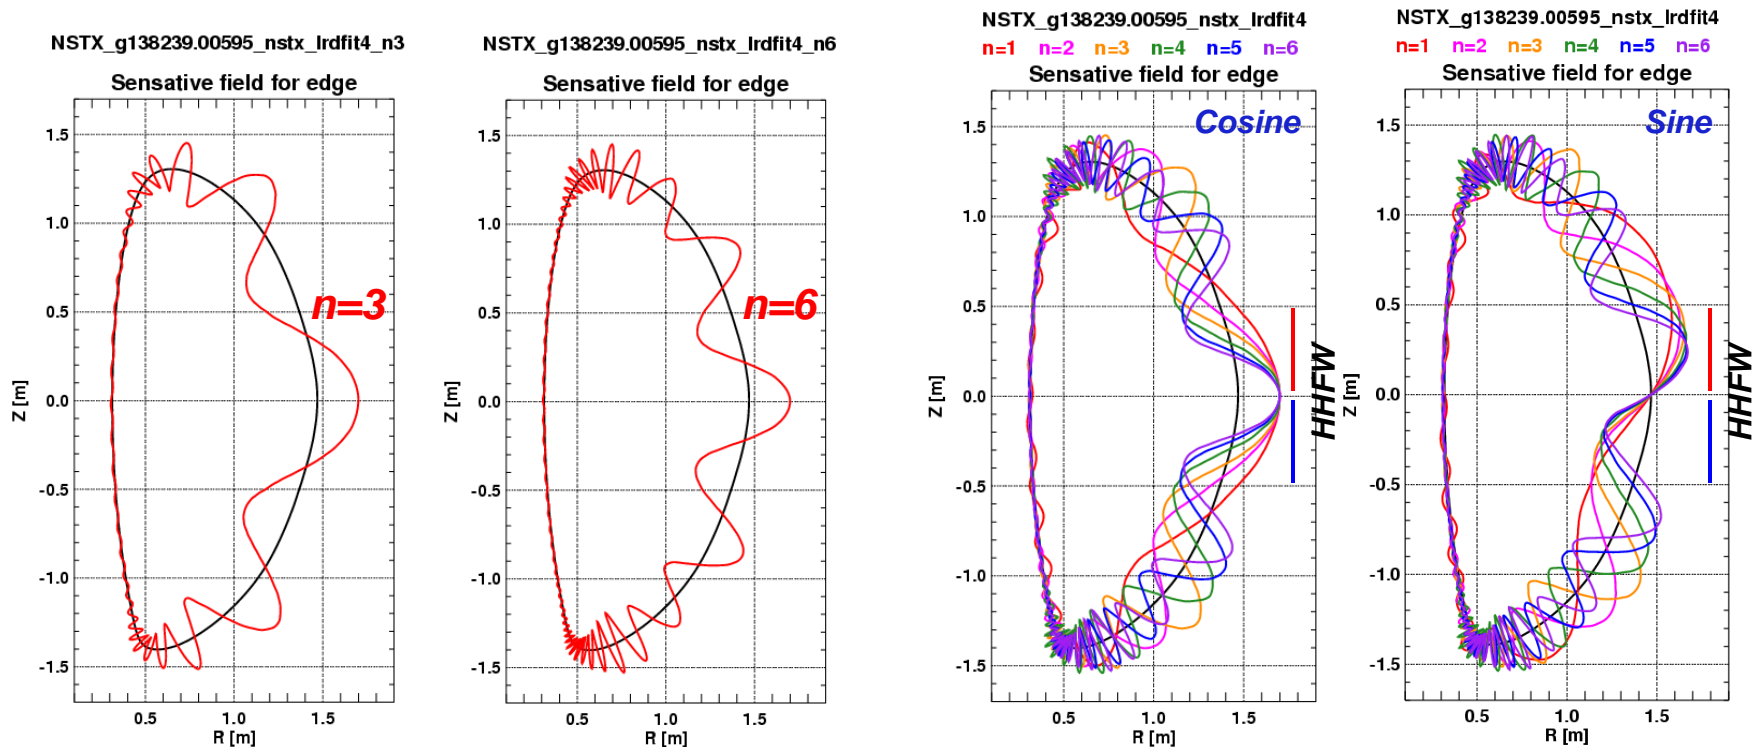 NSTX_g138239.00595_nstx_lrdfit4_n3
Sensative field for edge
1.5
1.0
0.5
0.0
-0.5
-1.0
-1.5
Z [m]
n=3
0.5 1.0 1.5
R [m]
NSTX_g138239.00595_nstx_lrdfit4_n6
Sensative field for edge
1.5
1.0
0.5
0.0
-0.5
-1.0
-1.5
Z [m]
n=6
0.5 1.0 1.5
R [m]
NSTX_g138239.00595_nstx_lrdfit4
n=1 n=2 n=3 n=4 n=5 n=6
Sensative field for edge
Cosine
1.5
1.0
0.5
0.0
-0.5
-1.0
-1.5
Z [m]
HHFW
0.5 1.0 1.5
R [m]
NSTX_g138239.00595_nstx_lrdfit4
n=1 n=2 n=3 n=4 n=5 n=6
Sensative field for edge
Sine
1.5
1.0
0.5
0.0
-0.5
-1.0
-1.5
Z [m]
HHFW
0.5 1.0 1.5
R [m]